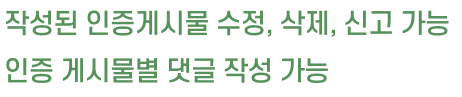 작성된 인증게시물 수정, 삭제, 신고 가능
인증 게시물별 댓글 작성 가능